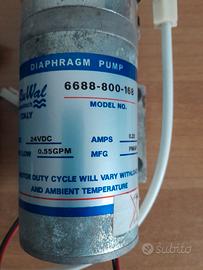 ITALY
DIAPHRAGM PUMP
6688-800-168
MODEL NO.
24VDC
AMPS
0.55GPM
MFG
MOTOR DUTY CYCLE WILL VARY WITH
AND AMBIENT TEMPERATURE
subito